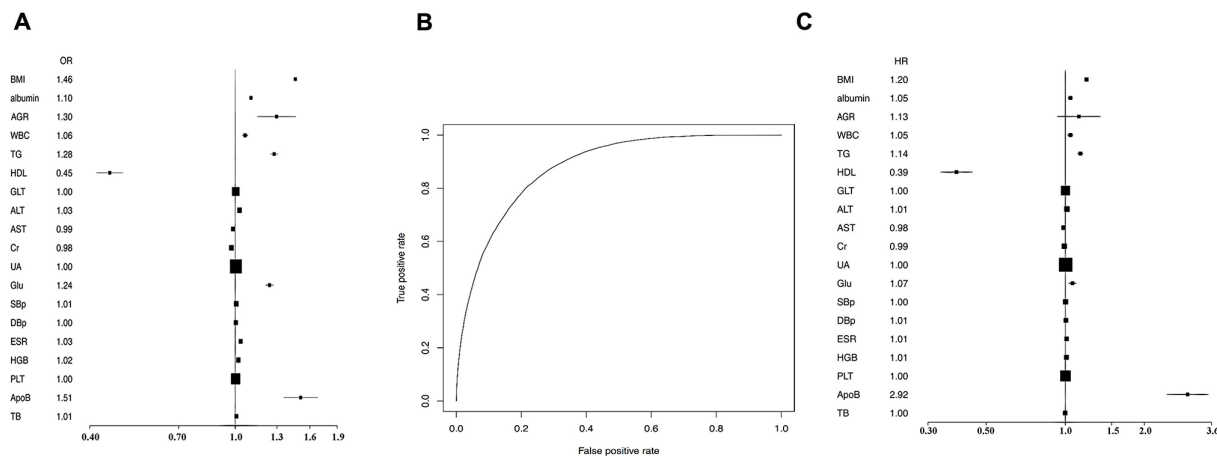 A
OR
BMI 1.46
albumin 1.10
AGR 1.30
WBC 1.06
TG 1.28
HDL 0.45
GLT 1.00
ALT 1.03
AST 0.99
Cr 0.98
UA 1.00
Glu 1.24
SBp 1.01
DBp 1.00
ESR 1.03
HGB 1.02
PLT 1.00
ApoB 1.51
TB 1.01
0.40 0.70 1.0 1.3 1.6 1.9
B
True positive rate
1.0
0.8
0.6
0.4
0.2
0.0
0.0 0.2 0.4 0.6 0.8 1.0
False positive rate
C
HR
BMI 1.20
albumin 1.05
AGR 1.13
WBC 1.05
TG 1.14
HDL 0.39
GLT 1.00
ALT 1.01
AST 0.98
Cr 0.99
UA 1.00
Glu 1.07
SBp 1.00
DBp 1.01
ESR 1.01
HGB 1.01
PLT 1.00
ApoB 2.92
TB 1.00
0.30 0.50 1.0 1.5 2.0 3.6